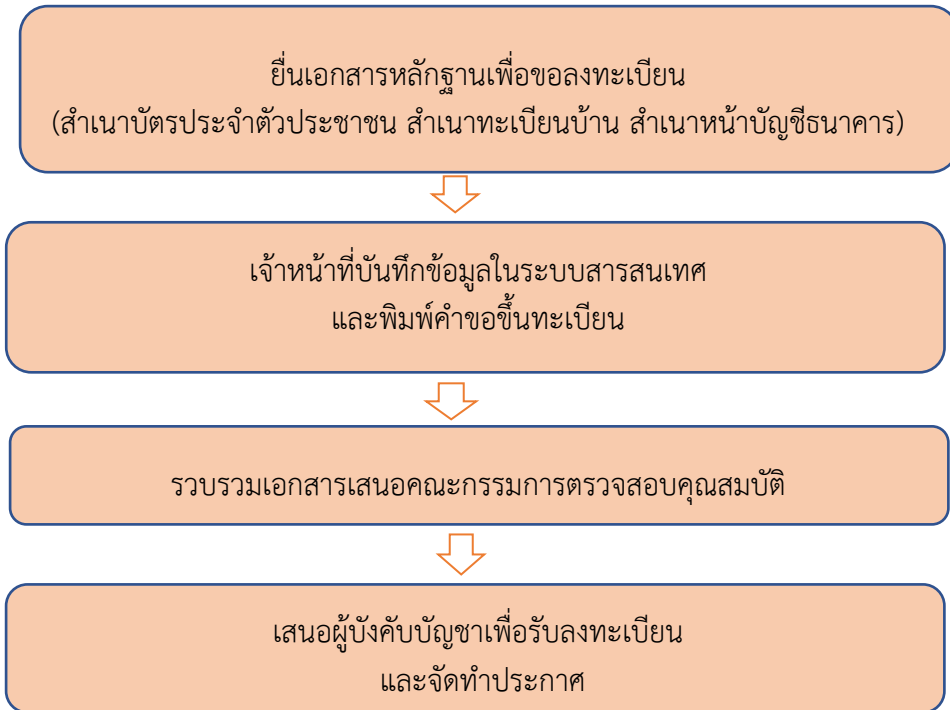 ยื่นเอกสารหลักฐานเพื่อขอลงทะเบียน
(สำเนาบัตรประจำตัวประชาชน สำเนาทะเบียนบ้าน สำเนาหน้าบัญชีธนาคาร)
เจ้าหน้าที่บันทึกข้อมูลในระบบสารสนเทศ
และพิมพ์คำขอขึ้นทะเบียน
รวบรวมเอกสารเสนอคณะกรรมการตรวจสอบคุณสมบัติ
เสนอผู้บังคับบัญชาเพื่อรับลงทะเบียน
และจัดทำประกาศ